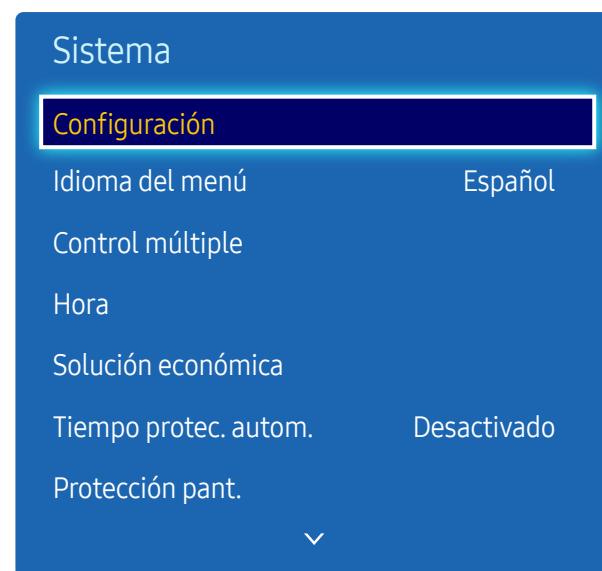 Sistema
Configuración
Idioma del menú Español
Control múltiple
Hora
Solución económica
Tiempo protec. autom. Desactivado
Protección pant.